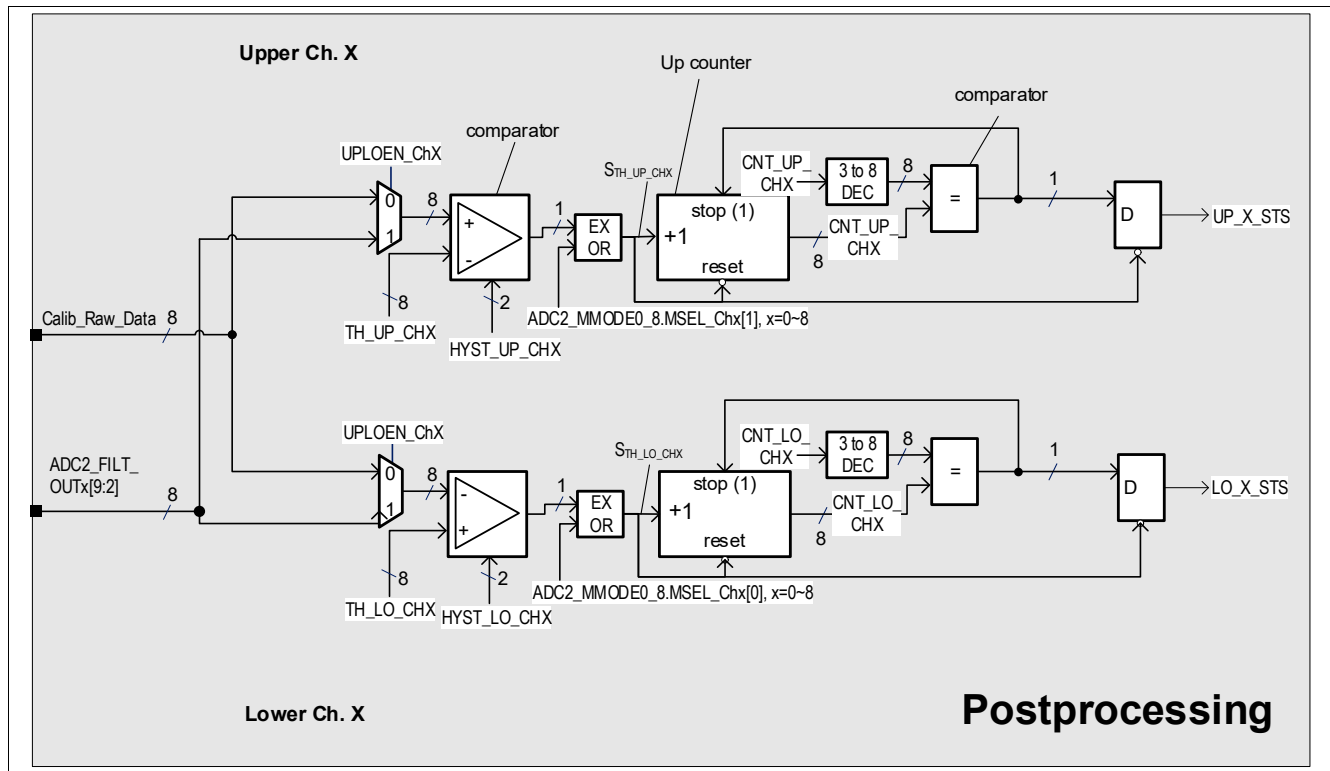 Upper Ch. X
Up counter
comparator
comparator
UPLOEN_ChX
0
1
8
+
-
8
TH_UP_CHX
2
HYST_UP_CHX
1
EX
OR
STH_UP_CHX
stop (1)
+1
reset
CNT_UP_
CHX
3 to 8
DEC
8
CNT_UP_
CHX
8
=
1
D
UP_X_STS
ADC2_MMODE0_8.MSEL_Chx[1], x=0~8
Calib_Raw_Data
8
ADC2_FILT_
OUTx[9:2]
8
UPLOEN_ChX
0
1
8
-
+
8
TH_LO_CHX
2
HYST_LO_CHX
1
EX
OR
STH_LO_CHX
stop (1)
+1
reset
CNT_LO_
CHX
3 to 8
DEC
8
CNT_LO_
CHX
8
=
1
D
LO_X_STS
ADC2_MMODE0_8.MSEL_Chx[0], x=0~8
Lower Ch. X
Postprocessing